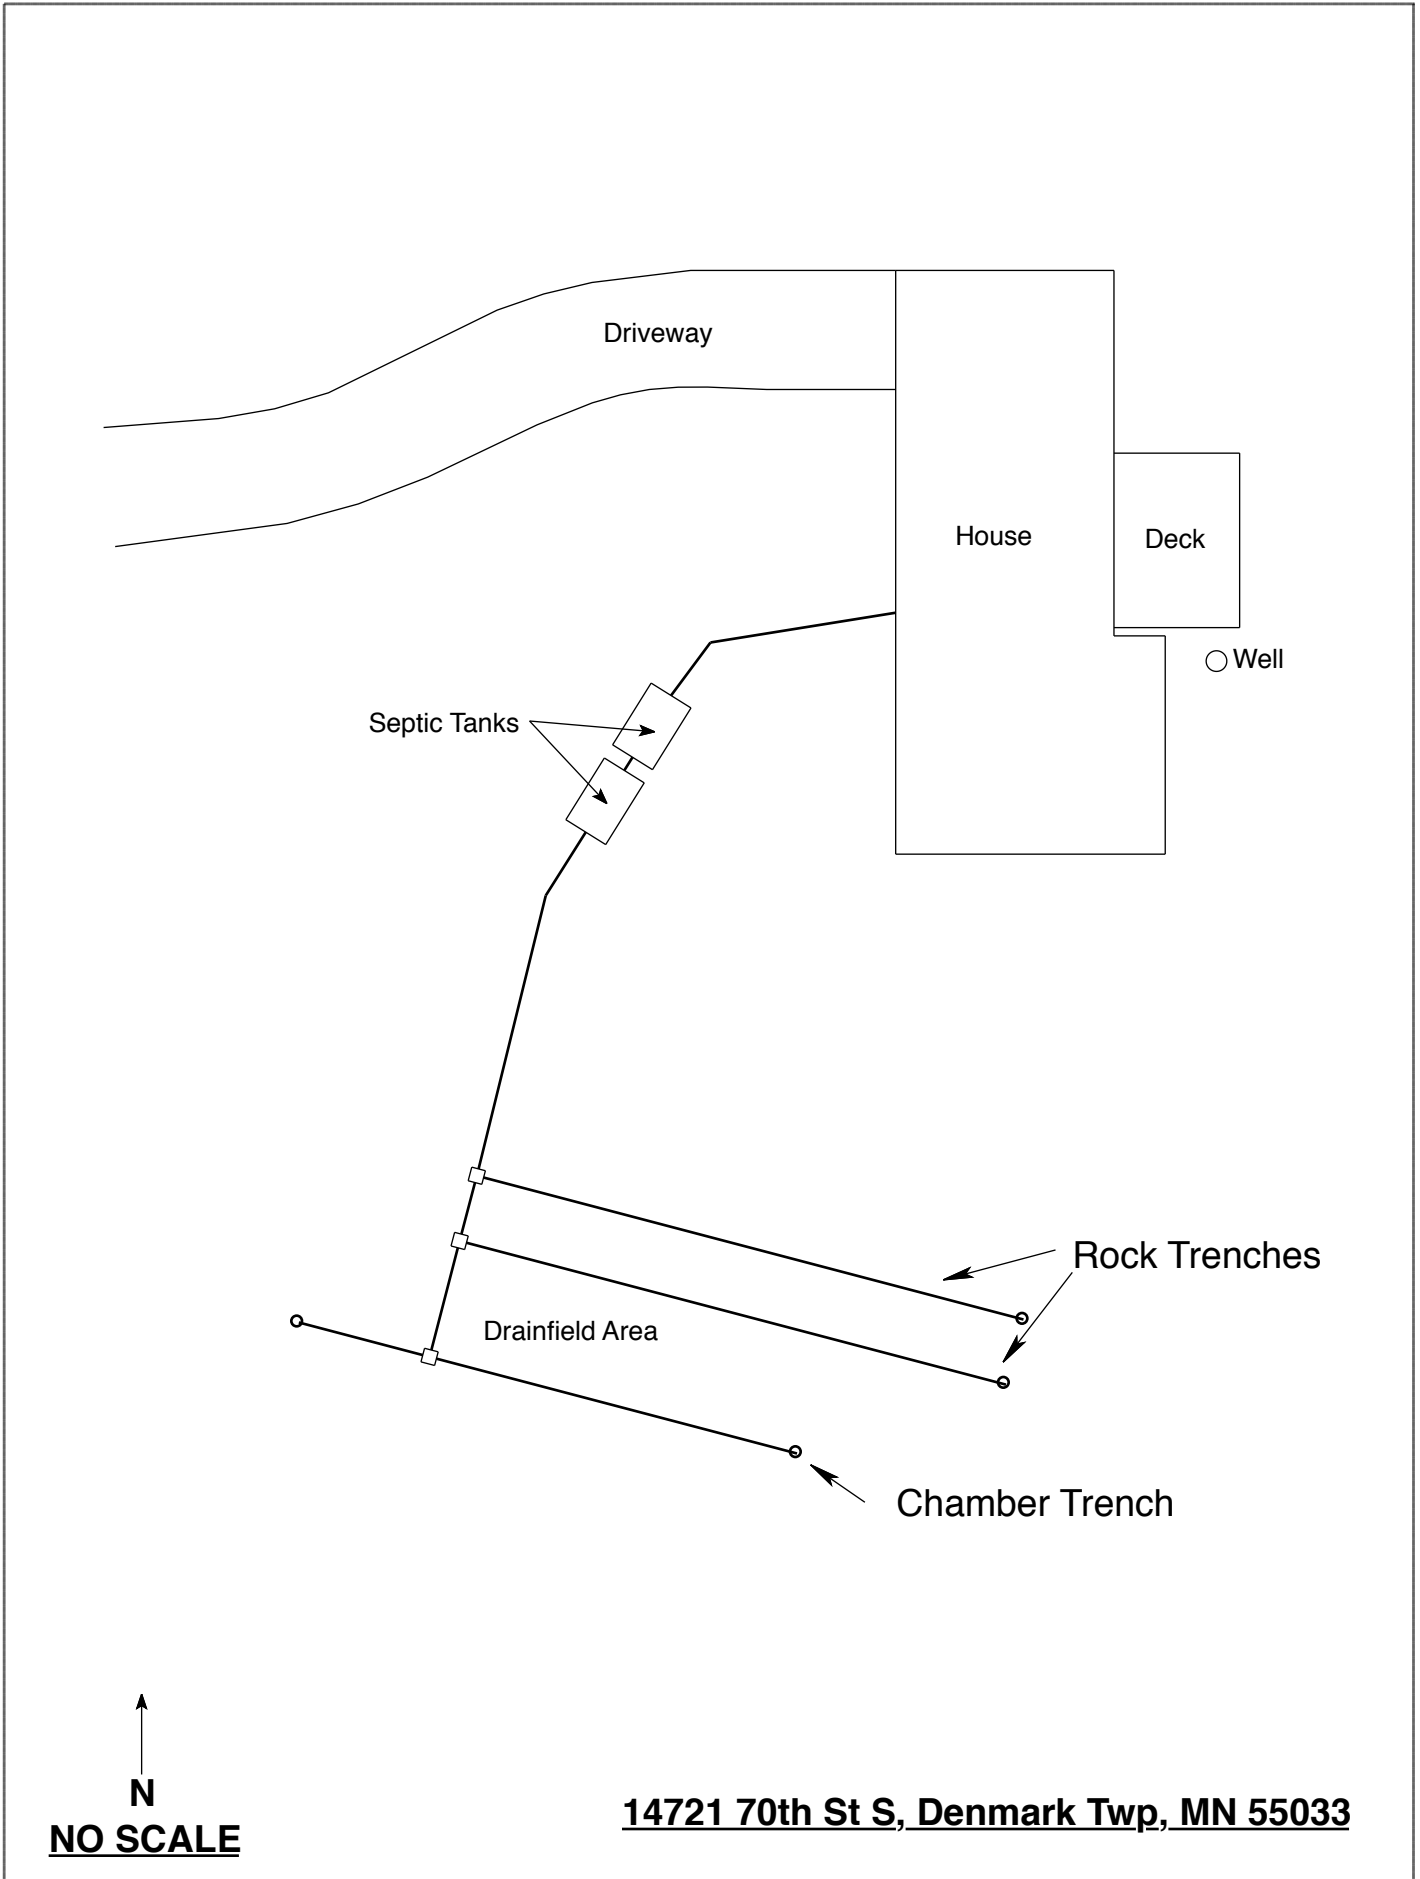 Driveway
House
Deck
Well
Septic Tanks
Rock Trenches
Drainfield Area
Chamber Trench
N
NO SCALE
14721 70th St S, Denmark Twp, MN 55033